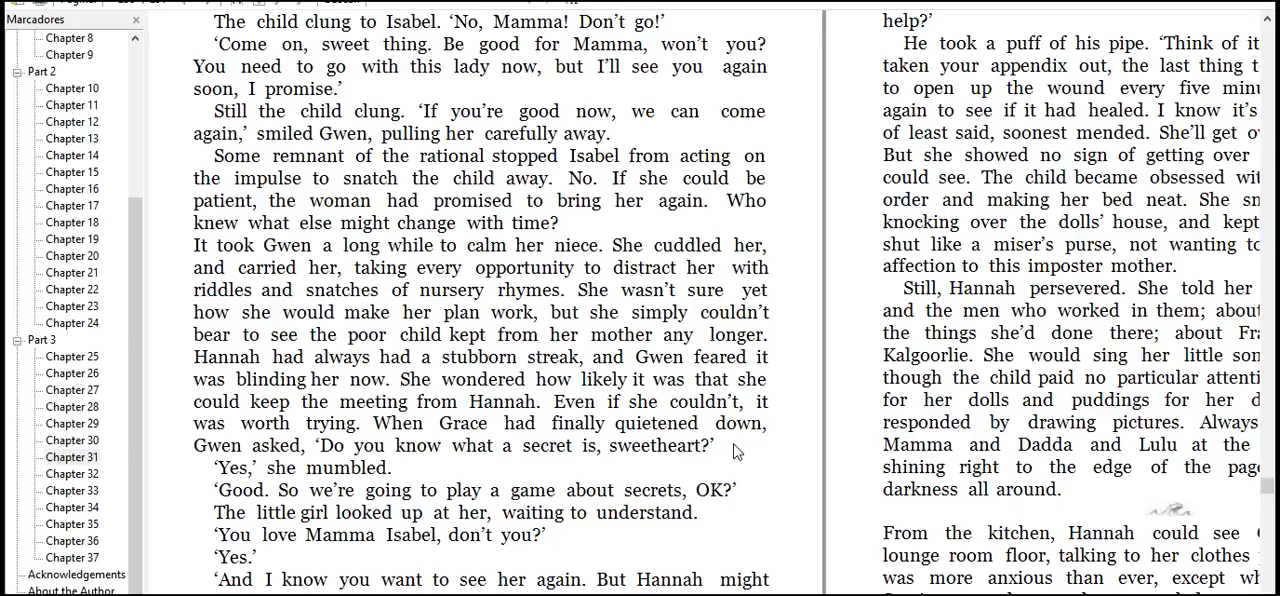 Marcadores
Chapter 8
Chapter 9
Part 2
Chapter 10
Chapter 11
Chapter 12
Chapter 13
Chapter 14
Chapter 15
Chapter 16
Chapter 17
Chapter 18
Chapter 19
Chapter 20
Chapter 21
Chapter 22
Chapter 23
Chapter 24
Part 3
Chapter 25
Chapter 26
Chapter 27
Chapter 28
Chapter 29
Chapter 30
Chapter 31
Chapter 32
Chapter 33
Chapter 34
Chapter 35
Chapter 36
Chapter 37
Acknowledgements
About the Author
The child clung to Isabel. ‘No, Mamma! Don’t go!’
‘Come on, sweet thing. Be good for Mamma, won’t you?
You need to go with this lady now, but I’ll see you again
soon, I promise.’
Still the child clung. ‘If you’re good now, we can come
again,’ smiled Gwen, pulling her carefully away.
Some remnant of the rational stopped Isabel from acting on
the impulse to snatch the child away. No. If she could be
patient, the woman had promised to bring her again. Who
knew what else might change with time?
It took Gwen a long while to calm her niece. She cuddled her,
and carried her, taking every opportunity to distract her with
riddles and snatches of nursery rhymes. She wasn’t sure yet
how she would make her plan work, but she simply couldn’t
bear to see the poor child kept from her mother any longer.
Hannah had always had a stubborn streak, and Gwen feared it
was blinding her now. She wondered how likely it was that she
could keep the meeting from Hannah. Even if she couldn’t, it
was worth trying. When Grace had finally quietened down,
Gwen asked, ‘Do you know what a secret is, sweetheart?’
‘Yes,’ she mumbled.
‘Good. So we’re going to play a game about secrets, OK?’
The little girl looked up at her, waiting to understand.
‘You love Mamma Isabel, don’t you?’
‘Yes.’
‘And I know you want to see her again. But Hannah might
help?’
He took a puff of his pipe. ‘Think of it
taken your appendix out, the last thing
to open up the wound every five
again to see if it had healed. I know it’s
of least said, soonest mended. She’ll get
But she showed no sign of getting over
could see. The child became obsessed
order and making her bed neat. She
knocking over the dolls’ house, and kept
shut like a miser’s purse, not wanting
affection to this imposter mother.
Still, Hannah persevered. She told her
and the men who worked in them;
the things she’d done there; about
Kalgoorlie. She would sing her little
though the child paid no particular
for her dolls and puddings for her
responded by drawing pictures. Always
Mamma and Dadda and Lulu at the
shining right to the edge of the
darkness all around.
From the kitchen, Hannah could see
lounge room floor, talking to her clothes
was more anxious than ever, except